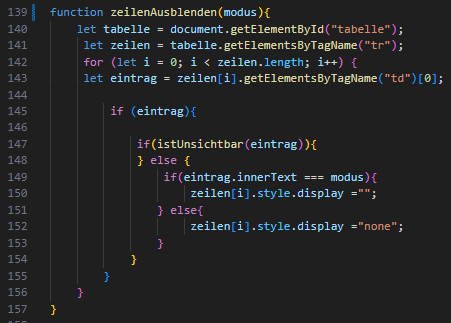 139 function zeilenAusblenden(modus){
140 let tabelle = document.getElementById("tabelle");
141 let zeilen = tabelle.getElementsByTagName("tr");
142 for (let i = 0; i < zeilen.length; i++) {
143 let eintrag = zeilen[i].getElementsByTagName("td")[0];
144
145 if (eintrag){
146
147 if(istUnsichtbar(eintrag)){
148 } else {
149 if(eintrag.innerText === modus){
150 zeilen[i].style.display ="";
151 } else{
152 zeilen[i].style.display ="none";
153 }
154 }
155 }
156 }
157 }